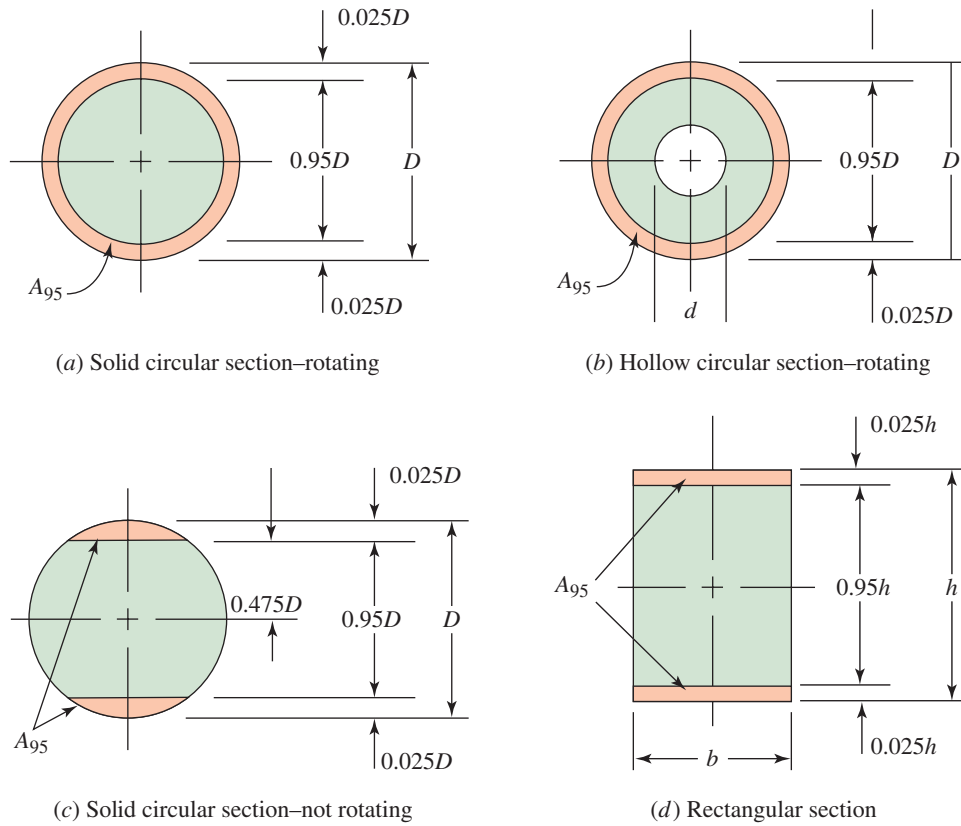 0.025D
0.95D
D
A95
0.025D
(a) Solid circular section–rotating
0.95D
D
A95
d
0.025D
(b) Hollow circular section–rotating
0.025D
0.475D
0.95D
D
A95
0.025D
(c) Solid circular section–not rotating
0.025h
A95
0.95h
h
b
0.025h
(d) Rectangular section